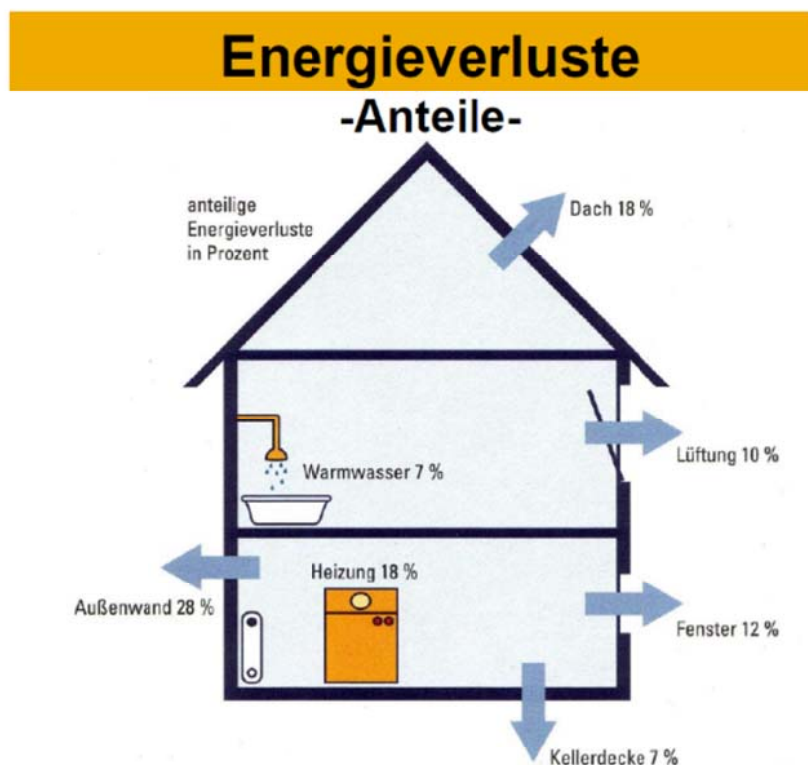 Energieverluste
-Anteile-
anteilige
Energieverluste
in Prozent
Dach 18 %
Lüftung 10 %
Warmwasser 7 %
Heizung 18 %
Außenwand 28 %
Fenster 12 %
Kellerdecke 7 %